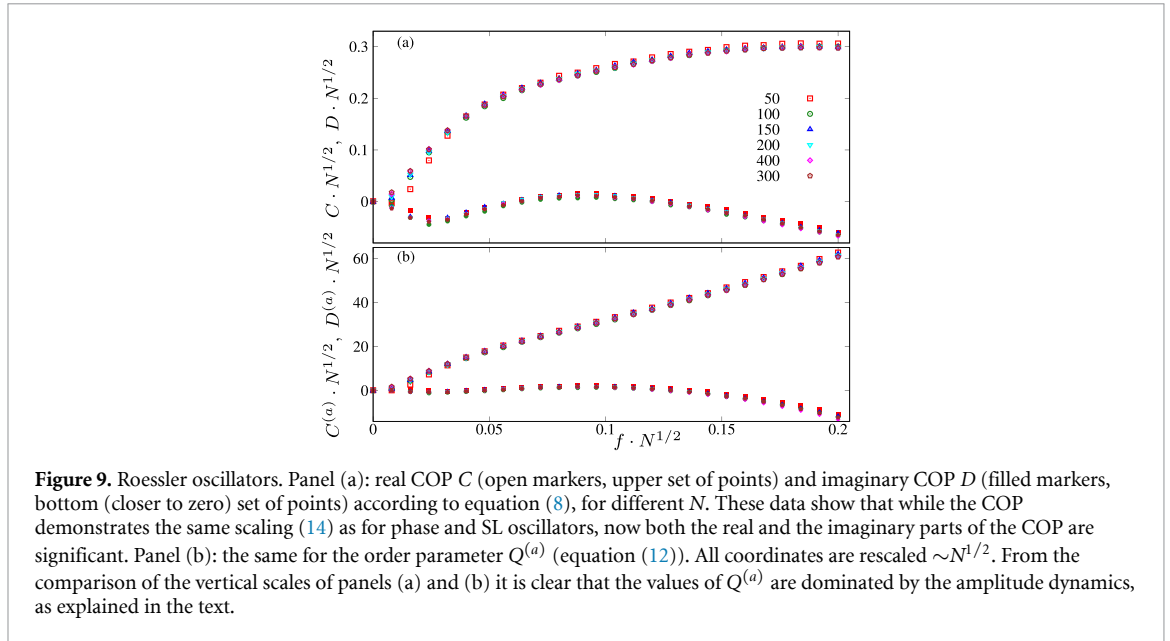 (a)
0.3
0.2
0.1
0
C · N^{1/2}, D · N^{1/2}
50
100
150
200
400
300
(b)
60
40
20
0
C^{(a)} · N^{1/2}, D^{(a)} · N^{1/2}
0 0.05 0.1 0.15 0.2
f · N^{1/2}
Figure 9. Roessler oscillators. Panel (a): real COP C (open markers, upper set of points) and imaginary COP D (filled markers,
bottom (closer to zero) set of points) according to equation (8), for different N. These data show that while the COP
demonstrates the same scaling (14) as for phase and SL oscillators, now both the real and the imaginary parts of the COP are
significant. Panel (b): the same for the order parameter Q^{(a)} (equation (12)). All coordinates are rescaled ~N^{1/2}. From the
comparison of the vertical scales of panels (a) and (b) it is clear that the values of Q^{(a)} are dominated by the amplitude dynamics,
as explained in the text.